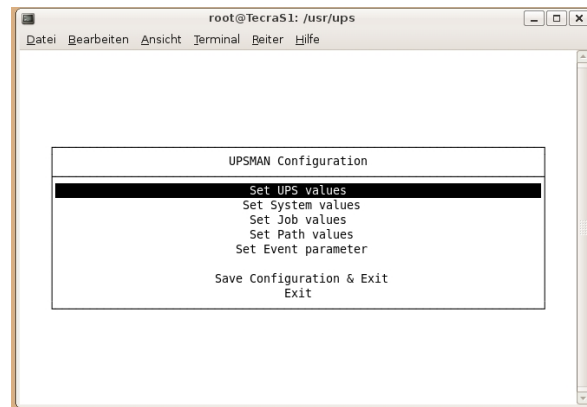 root@TecraS1: /usr/ups
Datei Bearbeiten Ansicht Terminal Reiter Hilfe
UPSMAN Configuration
Set UPS values
Set System values
Set Job values
Set Path values
Set Event parameter
Save Configuration & Exit
Exit